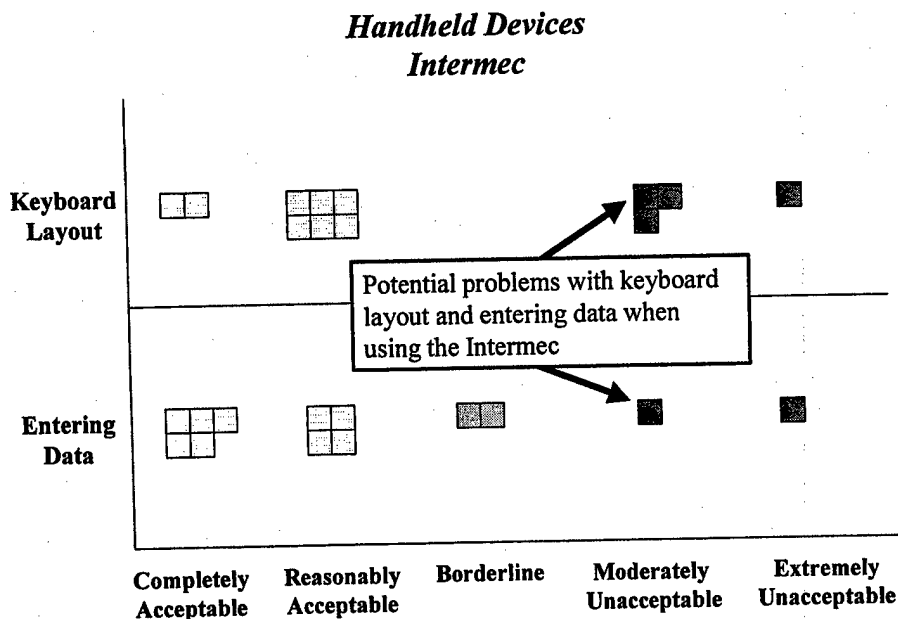 Handheld Devices
Intermec
Keyboard
Layout
Potential problems with keyboard
layout and entering data when
using the Intermec
Entering
Data
Completely
Acceptable
Reasonably
Acceptable
Borderline
Moderately
Unacceptable
Extremely
Unacceptable